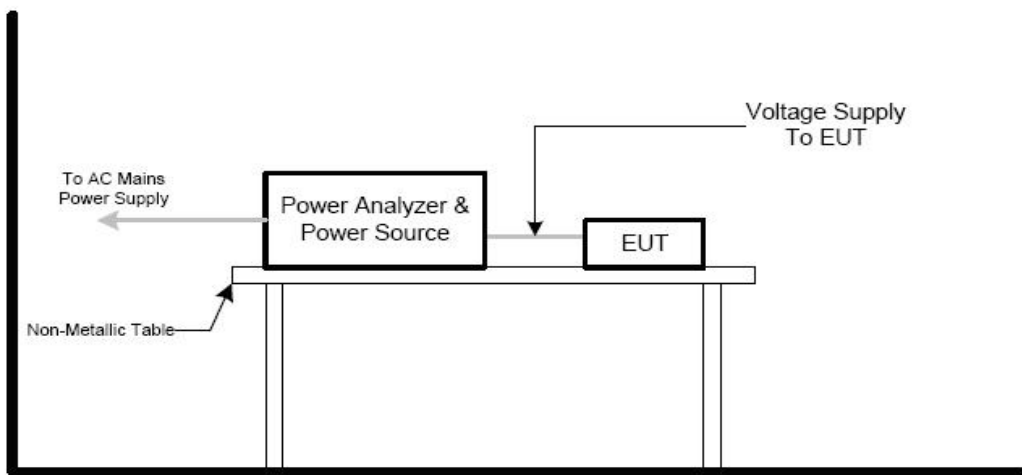 Voltage Supply
To EUT
To AC Mains
Power Supply
Power Analyzer &
Power Source
EUT
Non-Metallic Table